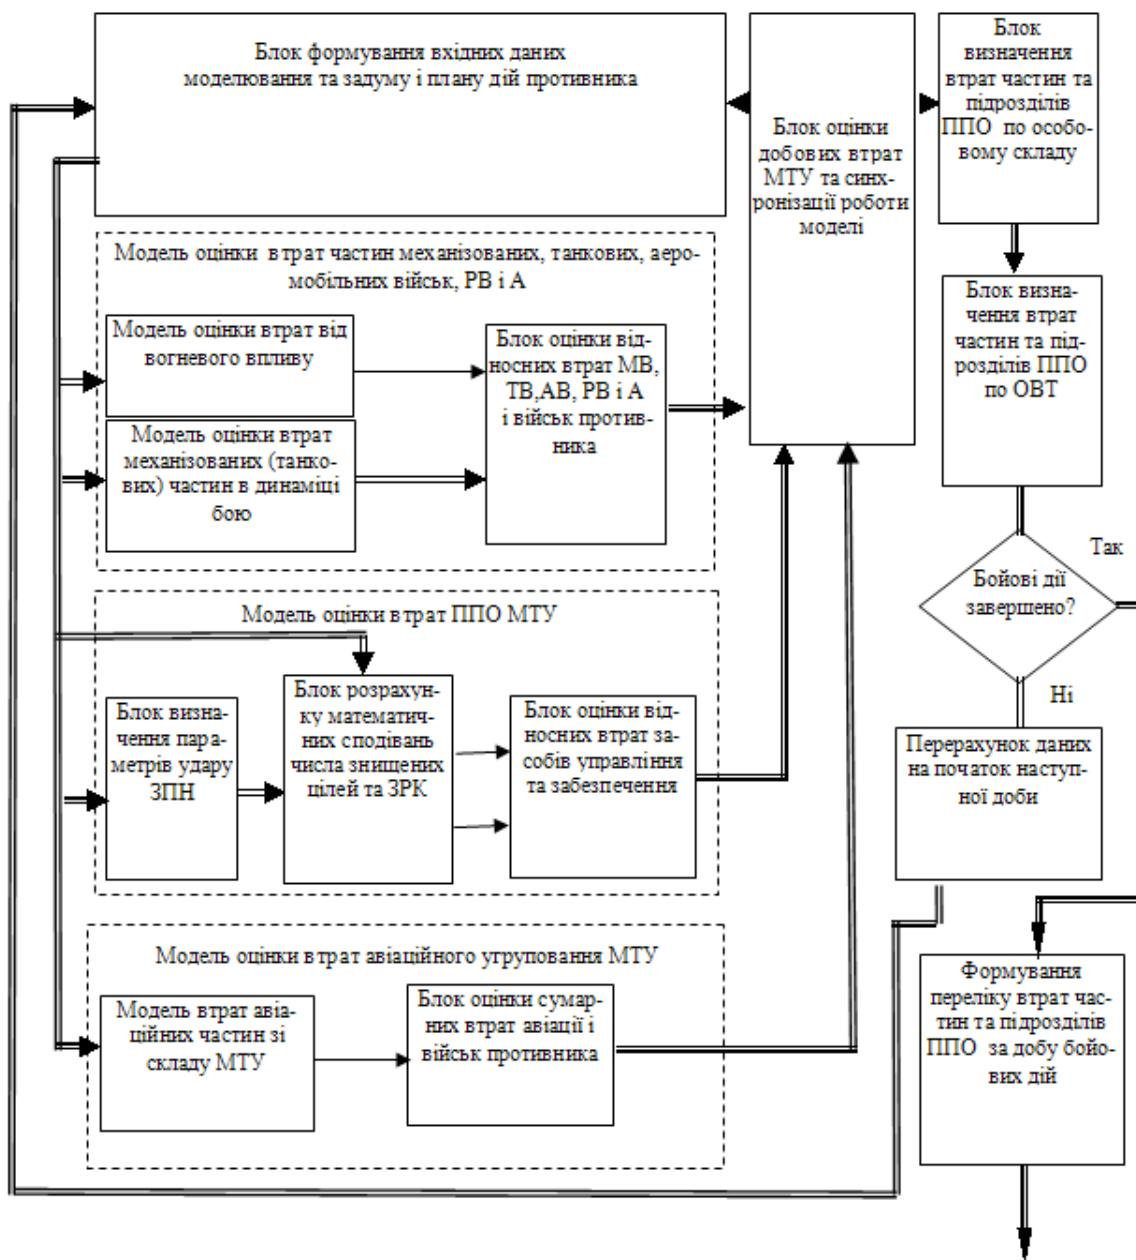 Блок формування вхідних даних
моделювання та задуму і плану дій противника
Блок оцінки
добових втрат
МТУ та синх-
ронізації роботи
моделі
Блок
визначення
втрат частин та
підрозділів
ППО по особо-
вому складу
Модель оцінки втрат частин механізованих, танкових, аеро-
мобільних військ, РВ і А
Модель оцінки втрат від
вогневого впливу
Блок оцінки від-
носних втрат МВ,
ТВ,АВ, РВ і А
і військ против-
ника
Модель оцінки втрат
механізованих (танко-
вих) частин в динаміці
бою
Блок визна-
чення втрат
частин та під-
розділів ППО
по ОВТ
Так
Бойові дії
завершено?
Ні
Модель оцінки втрат ППО МТУ
Блок визна-
чення пара-
метрів удару
ЗПН
Блок розрахун-
ку математич-
них сподівань
числа знищених
цілей та ЗРК
Блок оцінки від-
носних втрат за-
собів управління
та забезпечення
Перерахунок даних
на початок наступ-
ної доби
Модель оцінки втрат авіаційного угруповання МТУ
Модель втрат авіа-
ційних частин зі
складу МТУ
Блок оцінки сумар-
них втрат авіації і
військ противника
Формування
переліку втрат час-
тин та підрозділів
ППО за добу бойо-
вих дій